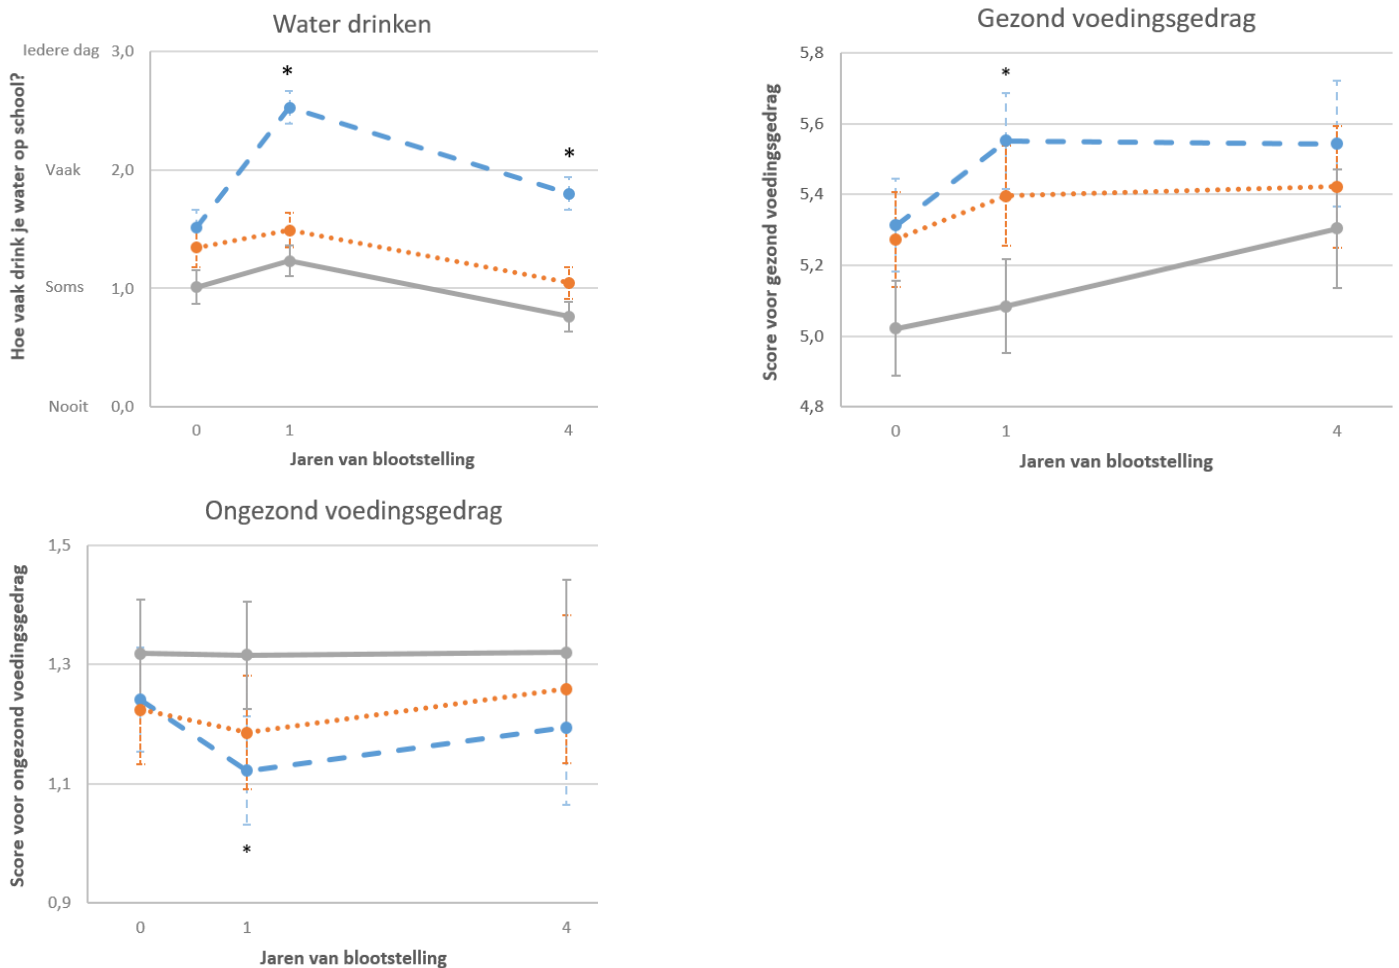 Water drinken
Hoe vaak drink je water op school?
Iedere dag 3,0
*
*
Vaak 2,0
Soms 1,0
Nooit 0,0
0 1 4
Jaren van blootstelling
Gezond voedingsgedrag
Score voor gezond voedingsgedrag
5,8
*
5,6
5,4
5,2
5,0
4,8
0 1 4
Jaren van blootstelling
Ongezond voedingsgedrag
Score voor ongezond voedingsgedrag
1,5
1,3
1,1
*
0,9
0 1 4
Jaren van blootstelling